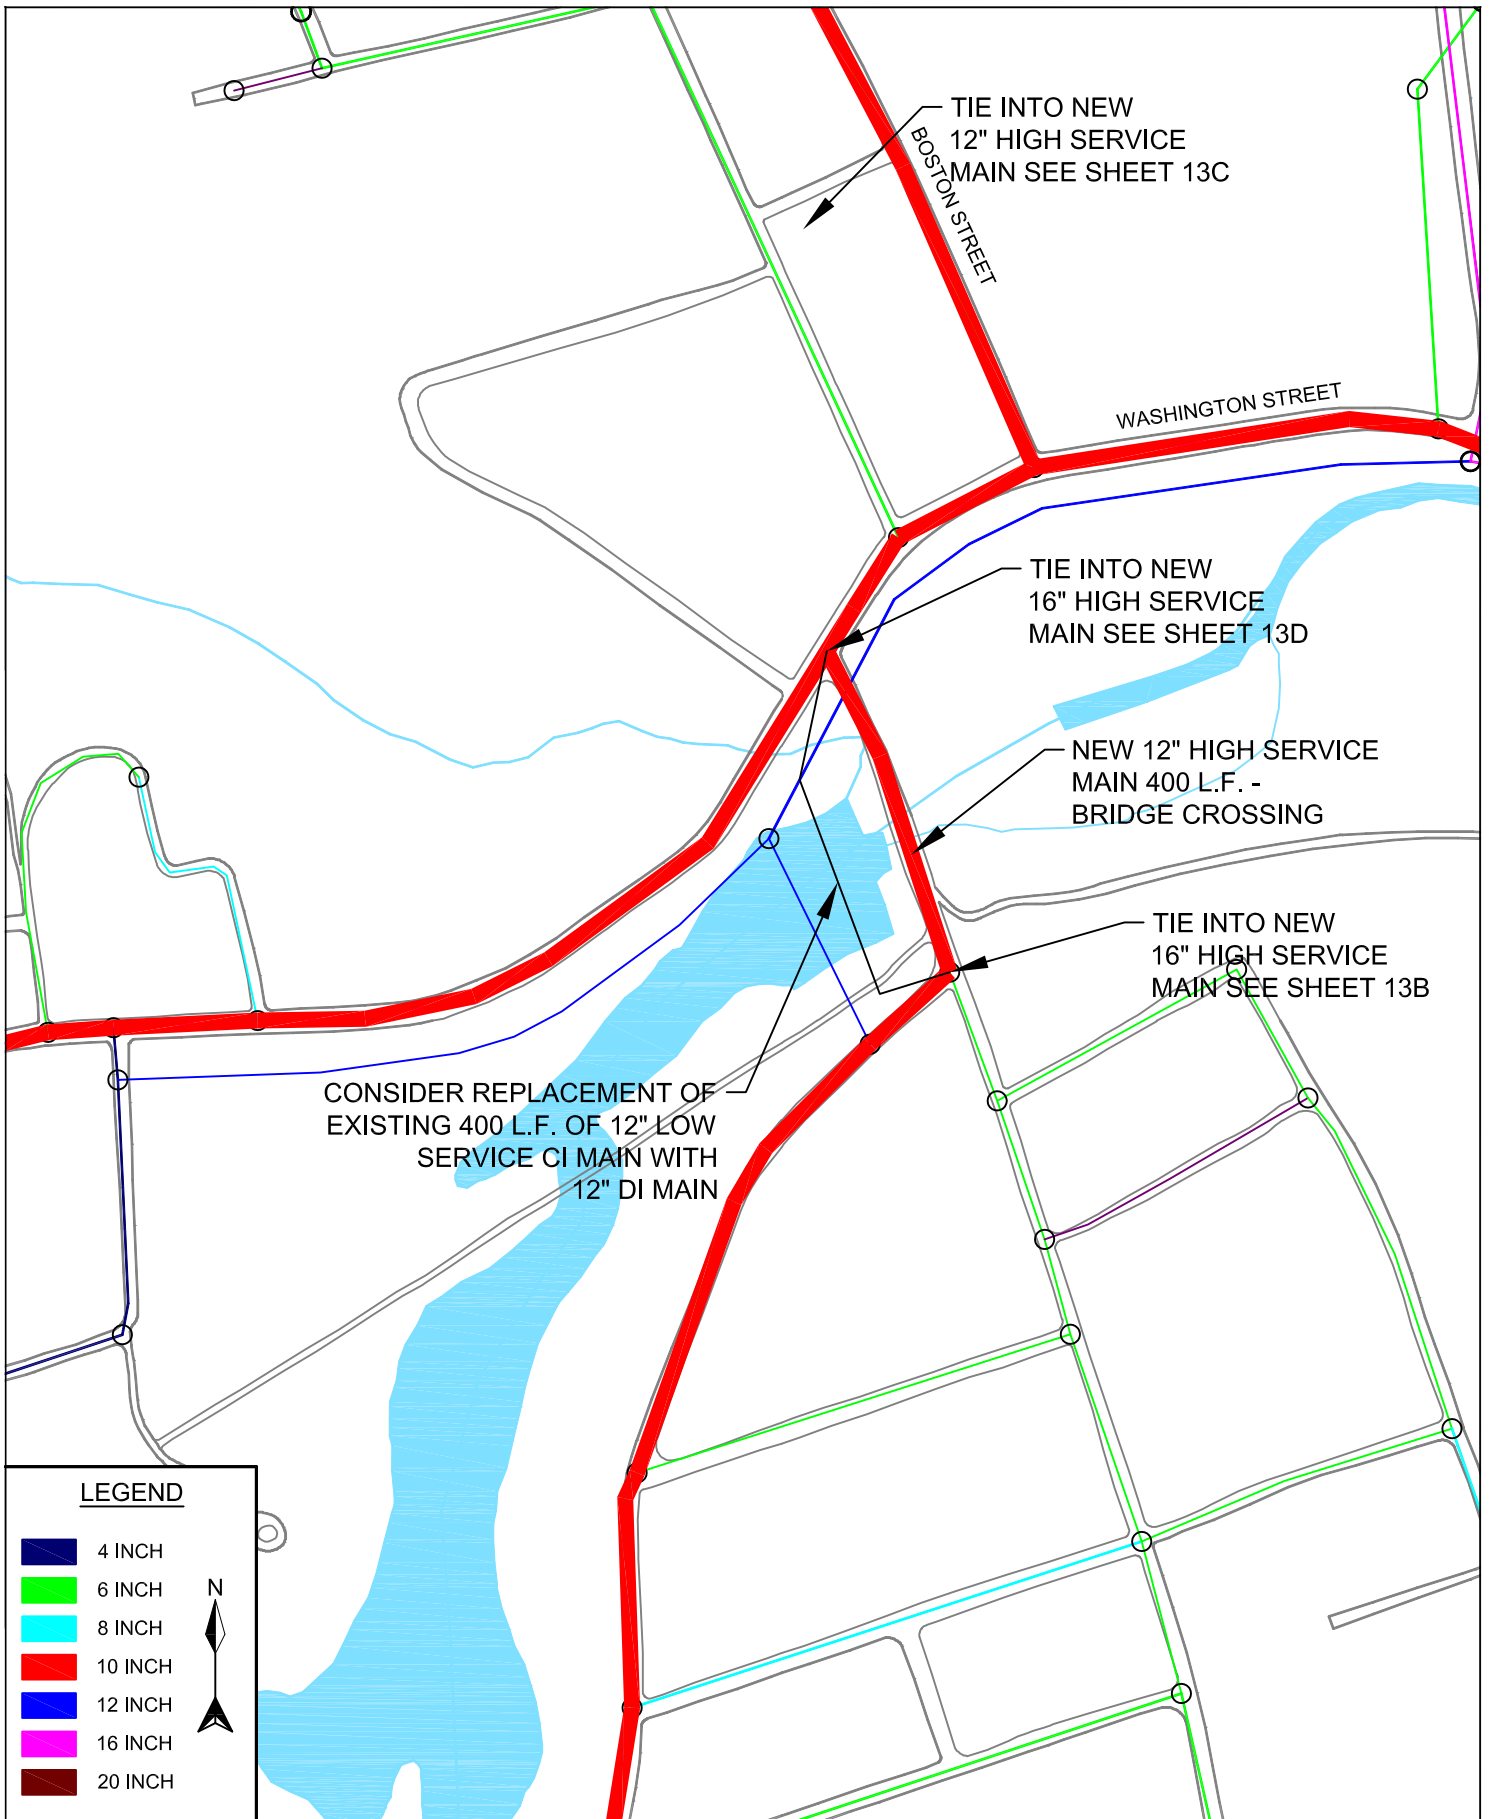 TIE INTO NEW
12" HIGH SERVICE
MAIN SEE SHEET 13C
BOSTON STREET
WASHINGTON STREET
TIE INTO NEW
16" HIGH SERVICE
MAIN SEE SHEET 13D
NEW 12" HIGH SERVICE
MAIN 400 L.F. -
BRIDGE CROSSING
TIE INTO NEW
16" HIGH SERVICE
MAIN SEE SHEET 13B
CONSIDER REPLACEMENT OF
EXISTING 400 L.F. OF 12" LOW
SERVICE CI MAIN WITH
12" DI MAIN
LEGEND
4 INCH
6 INCH
8 INCH
10 INCH
12 INCH
16 INCH
20 INCH
N